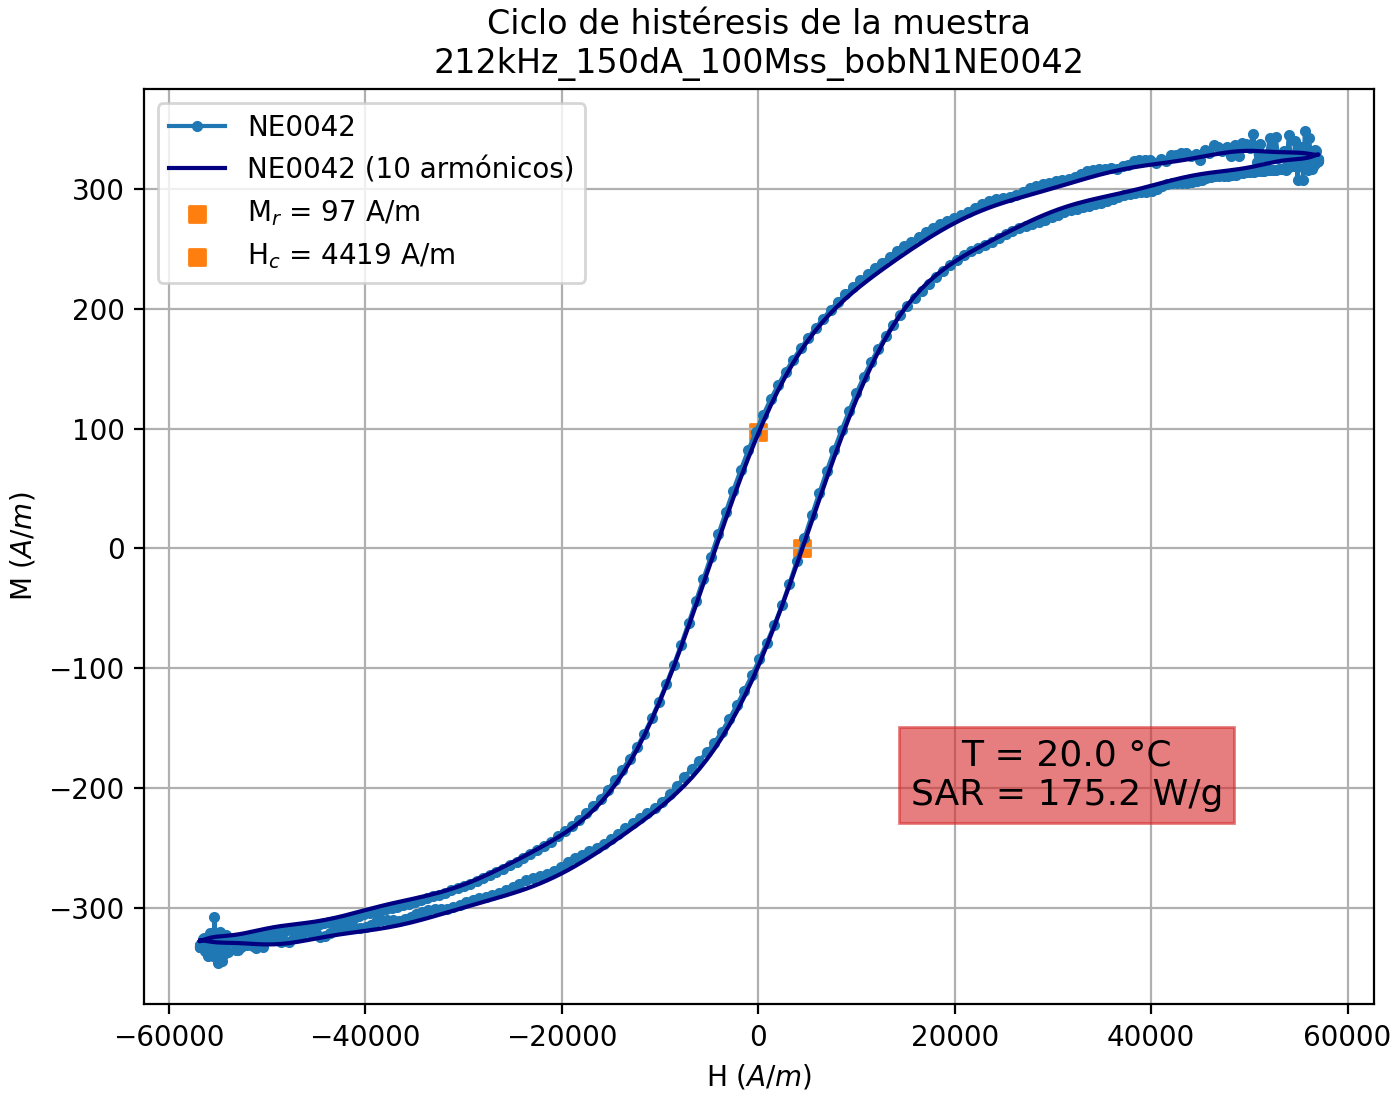 Ciclo de histéresis de la muestra
212kHz_150dA_100Mss_bobN1NE0042
NE0042
NE0042 (10 armónicos)
Mᵣ = 97 A/m
H_c = 4419 A/m
300
200
100
0
−100
−200
−300
M (A/m)
T = 20.0 °C
SAR = 175.2 W/g
−60000 −40000 −20000 0 20000 40000 60000
H (A/m)